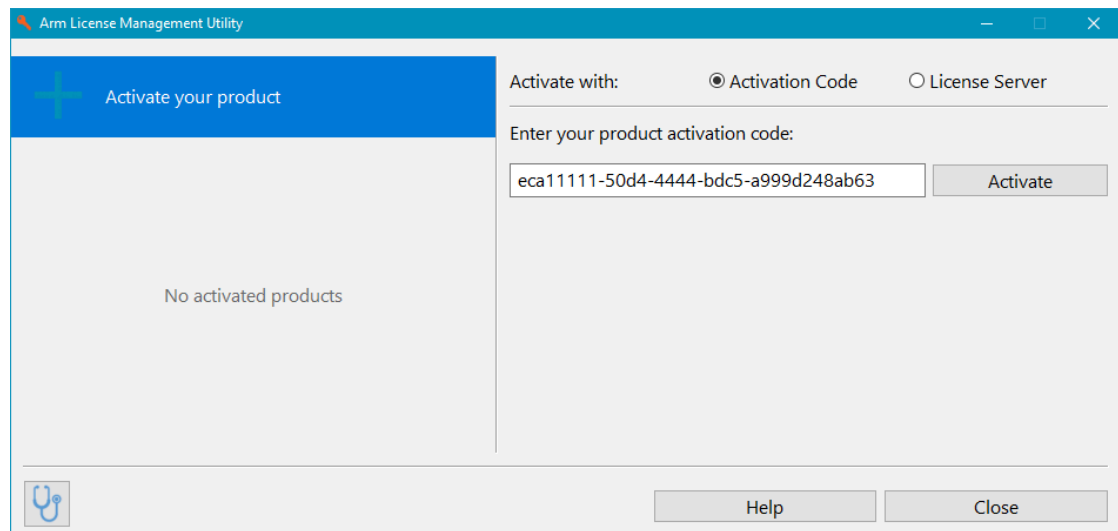 Arm License Management Utility
Activate your product
Activate with: Activation Code License Server
Enter your product activation code:
eca11111-50d4-4444-bdc5-a999d248ab63 Activate
No activated products
Help Close